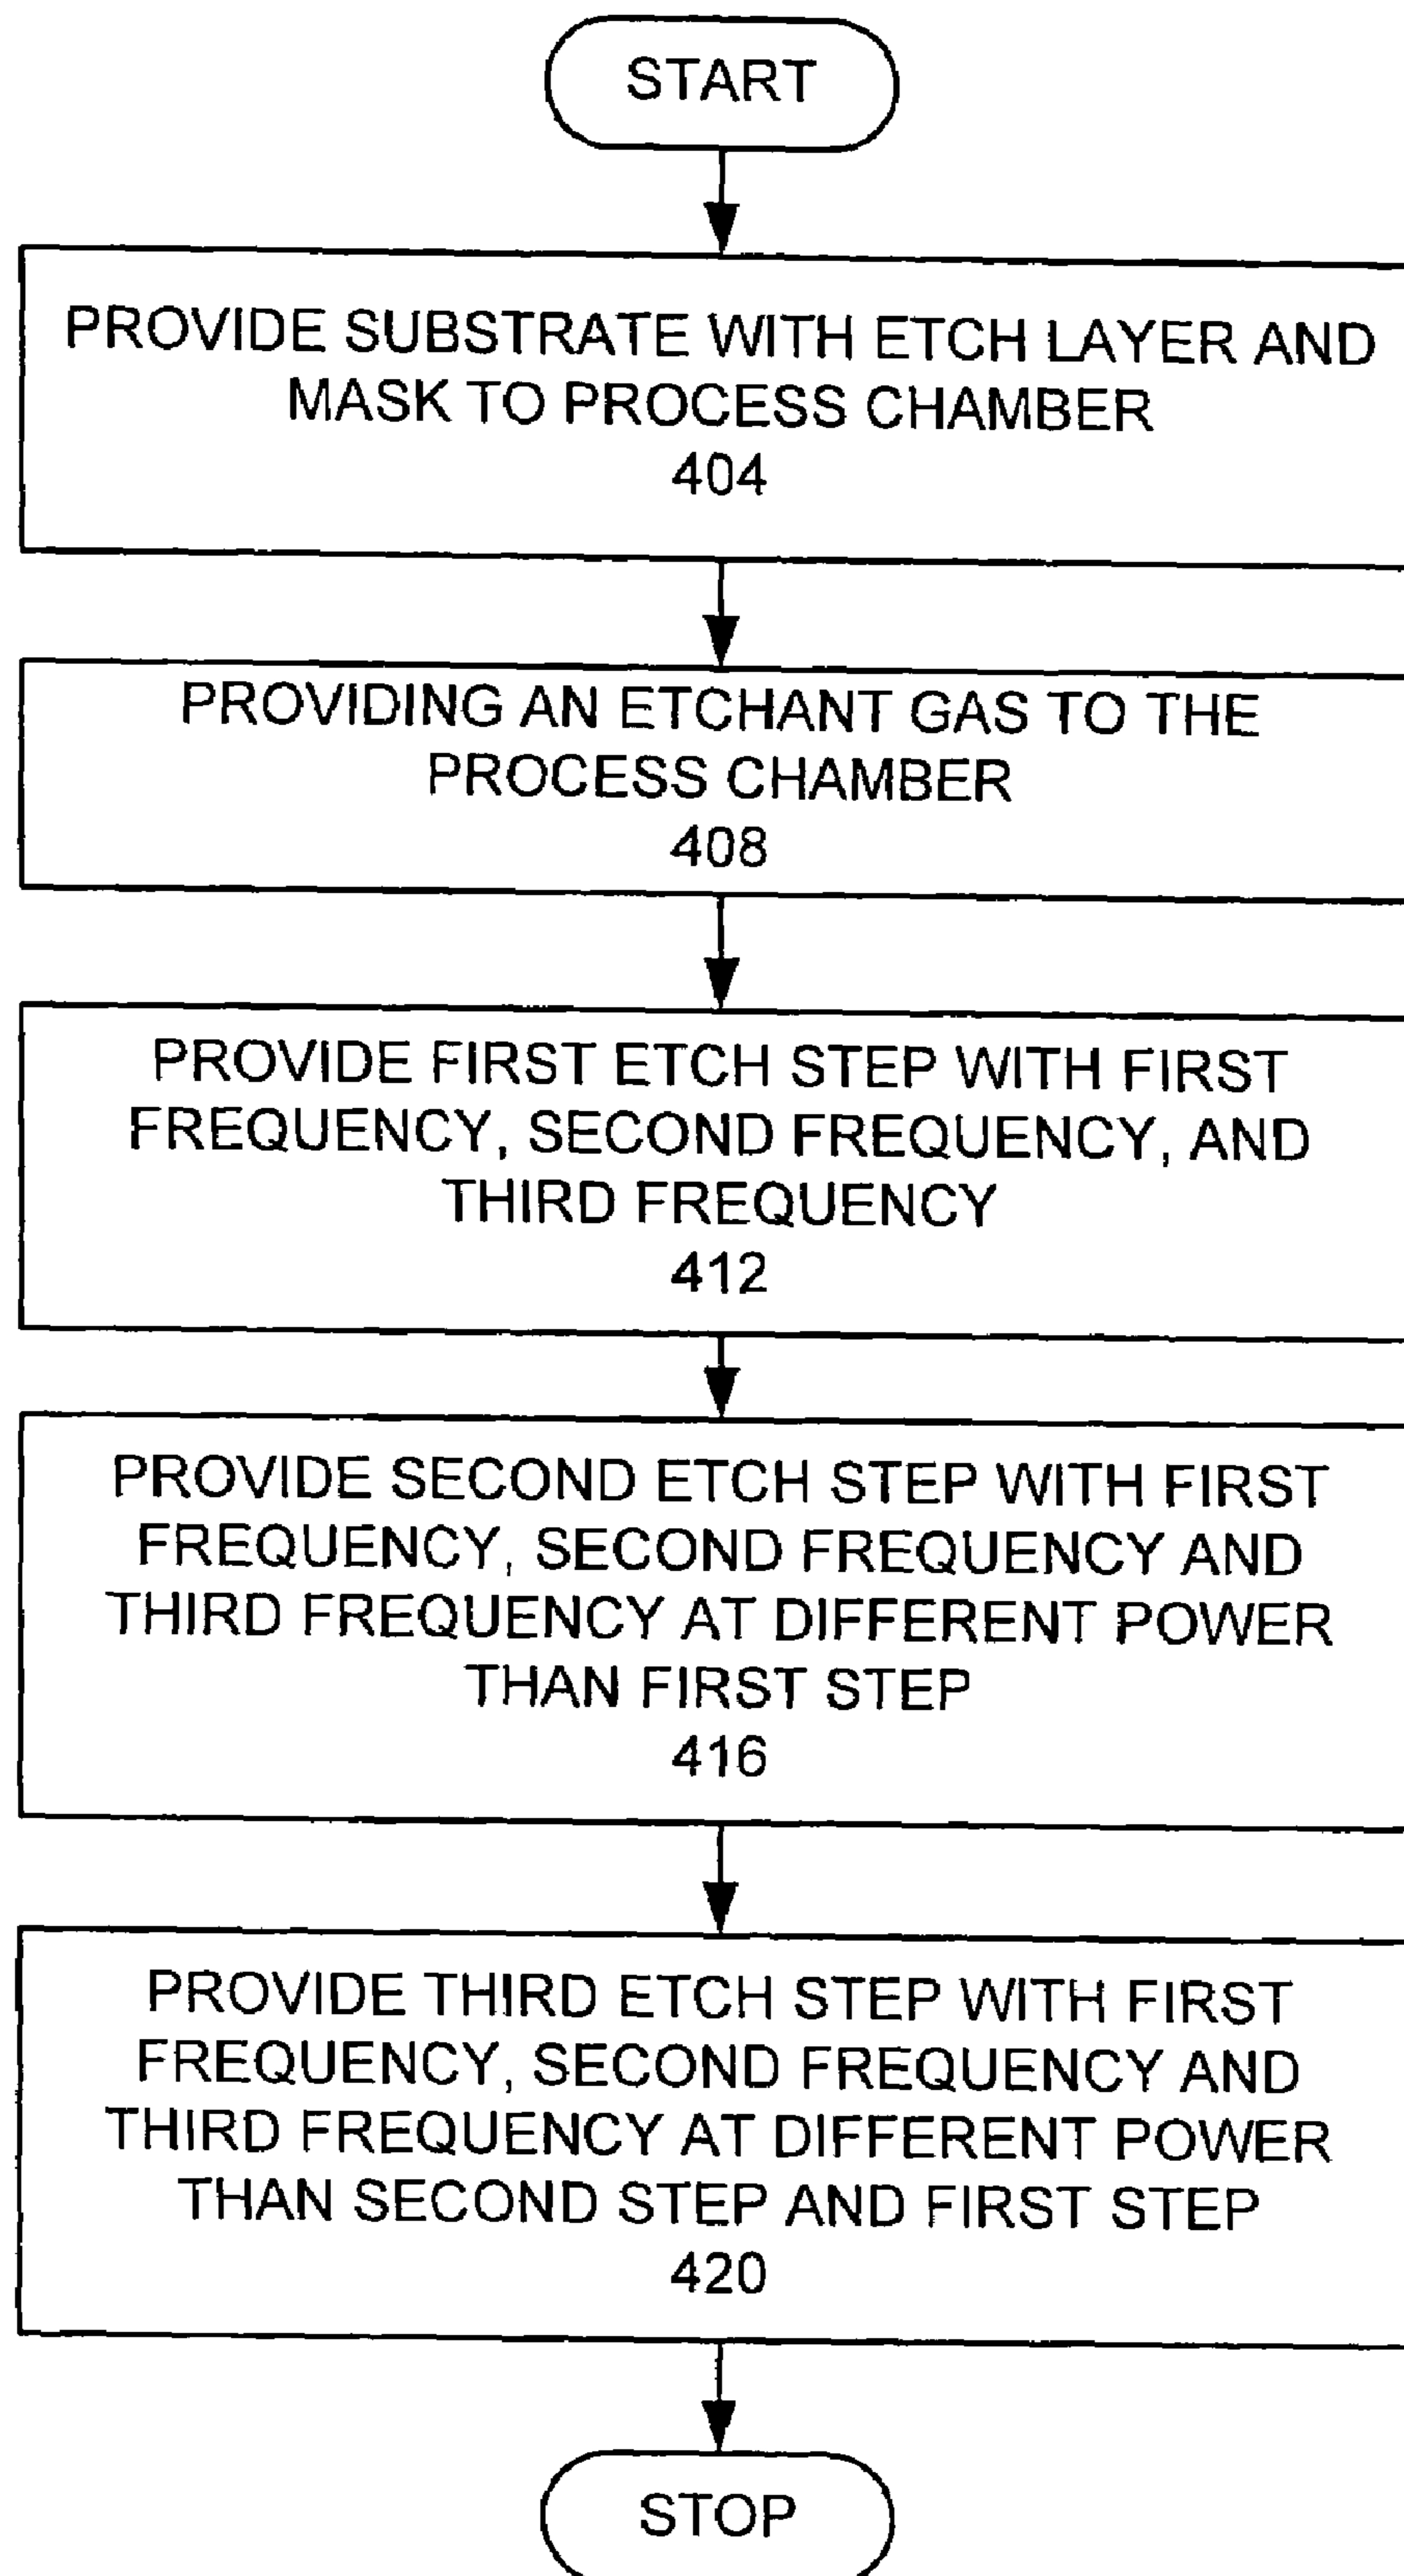 START
PROVIDE SUBSTRATE WITH ETCH LAYER AND
MASK TO PROCESS CHAMBER
404
PROVIDING AN ETCHANT GAS TO THE
PROCESS CHAMBER
408
PROVIDE FIRST ETCH STEP WITH FIRST
FREQUENCY, SECOND FREQUENCY, AND
THIRD FREQUENCY
412
PROVIDE SECOND ETCH STEP WITH FIRST
FREQUENCY, SECOND FREQUENCY AND
THIRD FREQUENCY AT DIFFERENT POWER
THAN FIRST STEP
416
PROVIDE THIRD ETCH STEP WITH FIRST
FREQUENCY, SECOND FREQUENCY AND
THIRD FREQUENCY AT DIFFERENT POWER
THAN SECOND STEP AND FIRST STEP
420
STOP